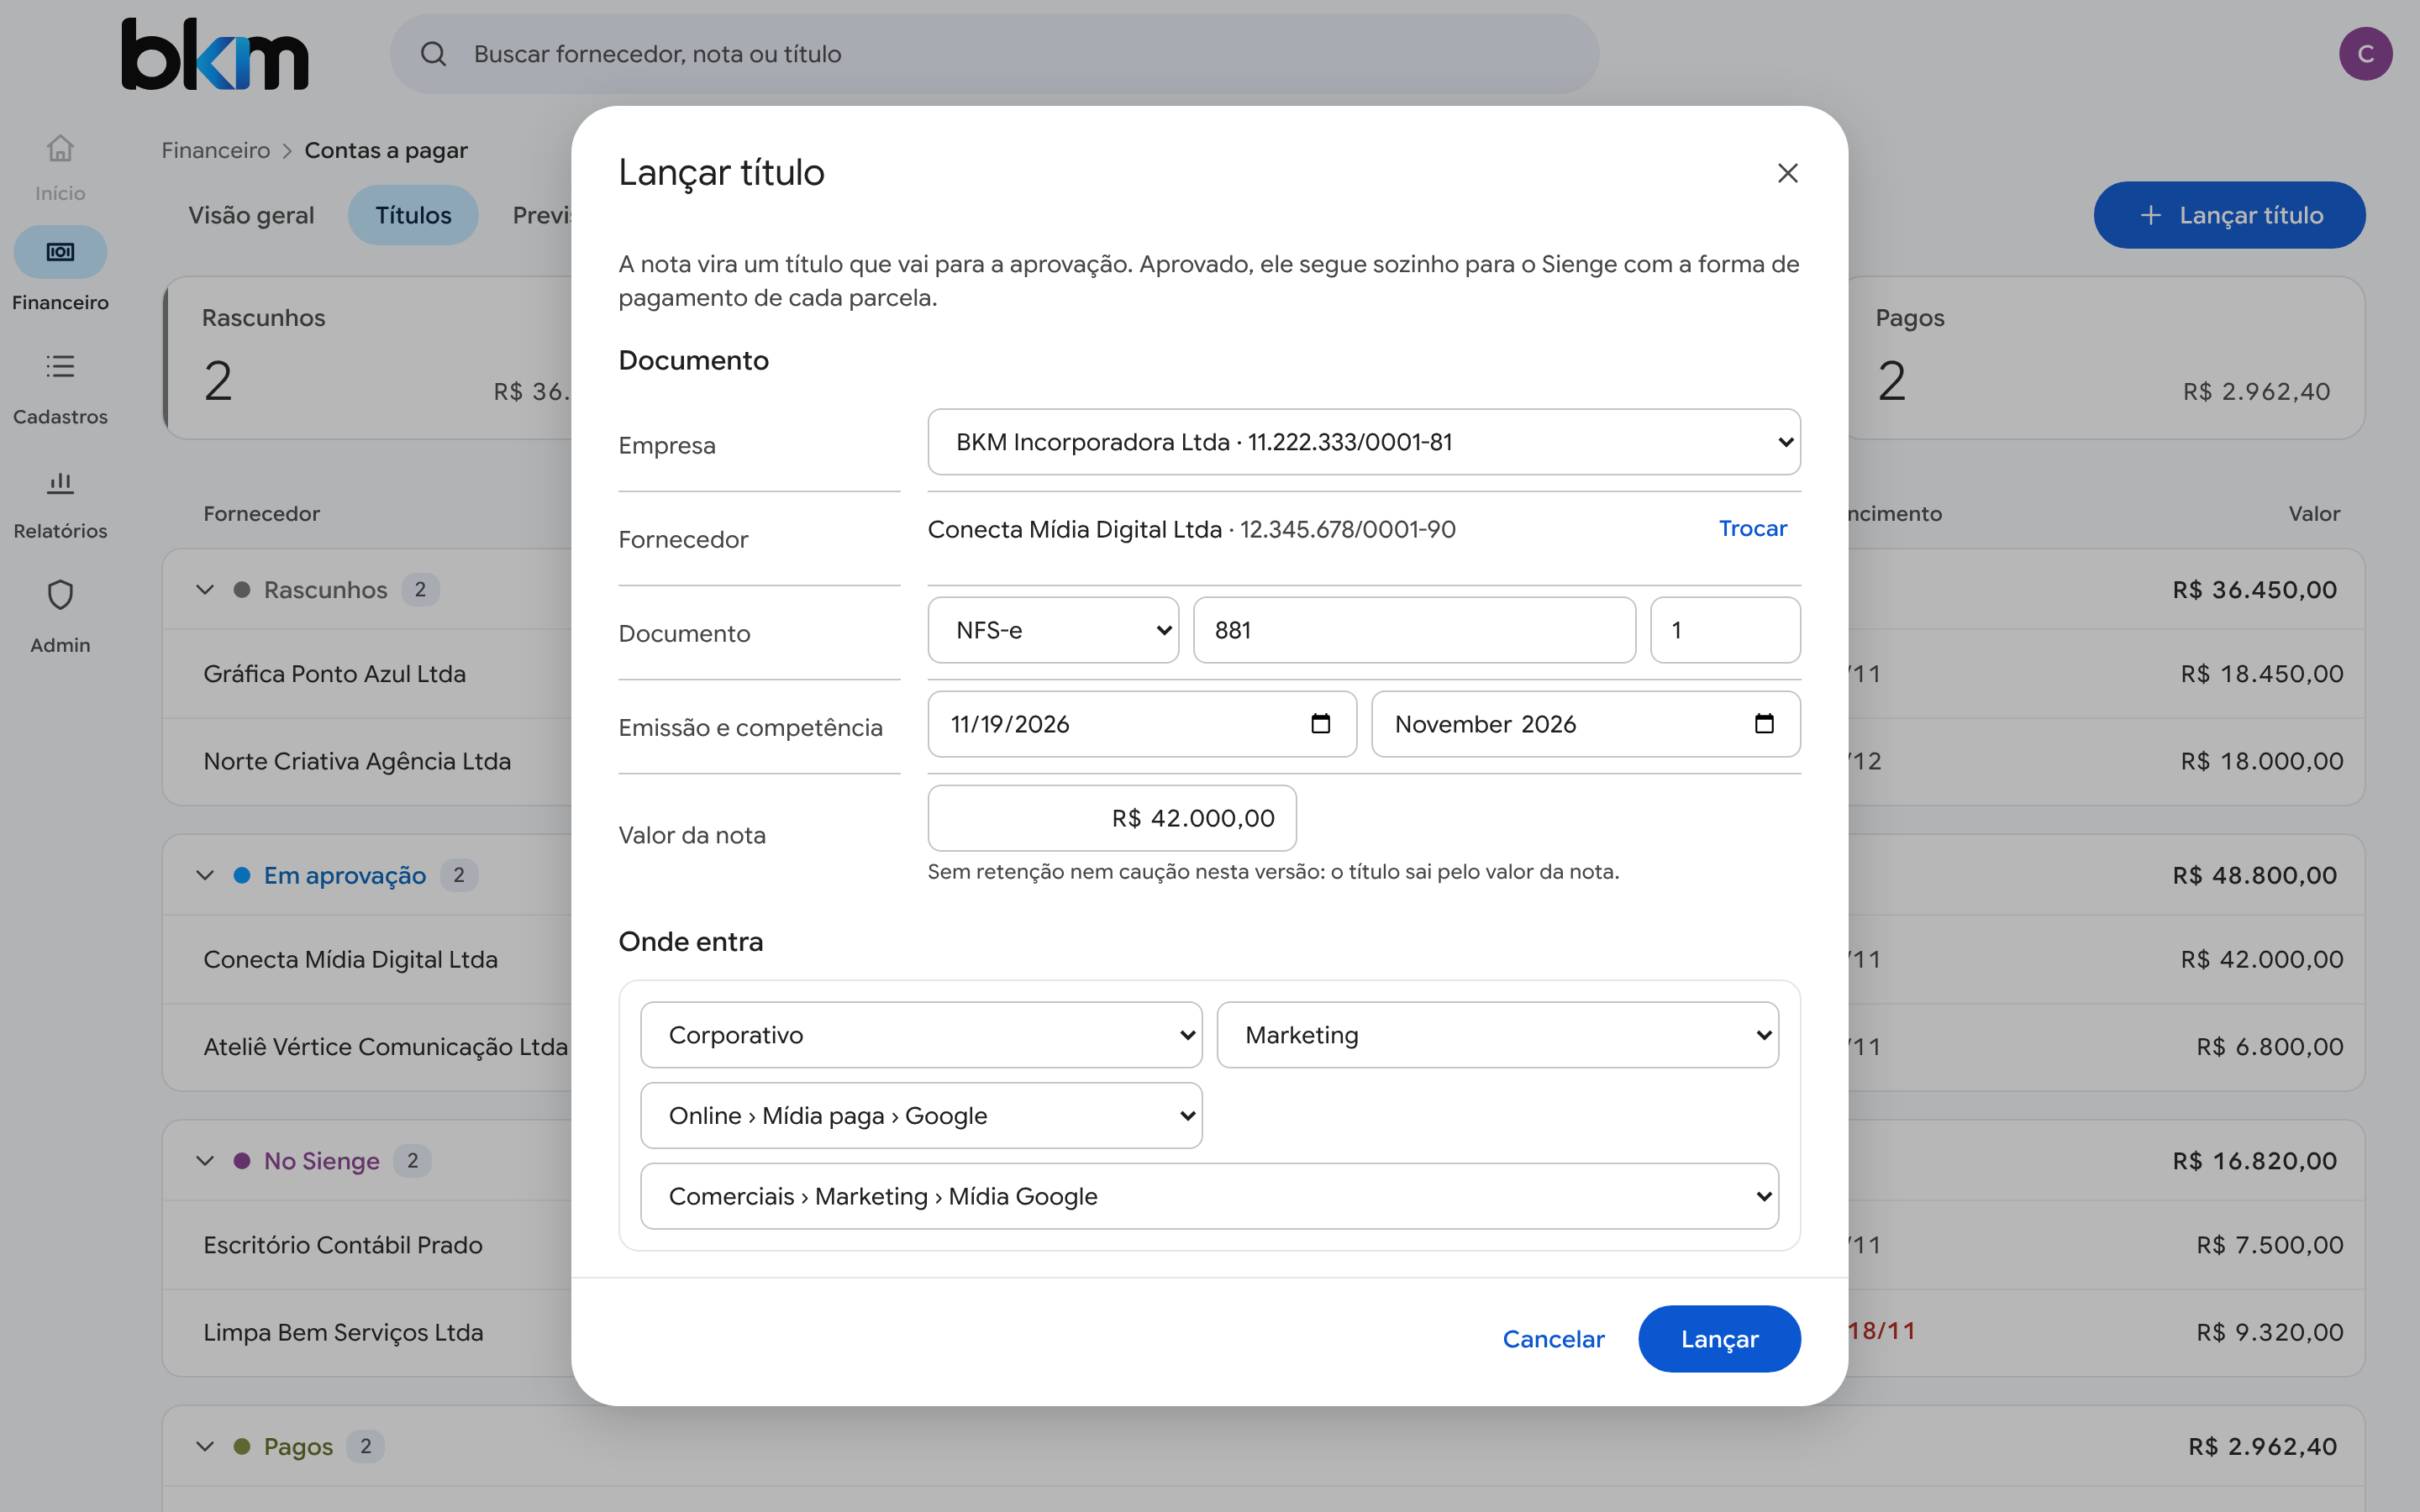 bkm
Buscar fornecedor, nota ou título
C
Início
Financeiro
Cadastros
Relatórios
Admin
Financeiro > Contas a pagar
Visão geral
Títulos
+ Lançar título
Rascunhos
2
R$ 36.
Pagos
2
R$ 2.962,40
Fornecedor
Valor
Rascunhos 2
R$ 36.450,00
Gráfica Ponto Azul Ltda
/11
R$ 18.450,00
Norte Criativa Agência Ltda
/12
R$ 18.000,00
Em aprovação 2
R$ 48.800,00
Conecta Mídia Digital Ltda
/11
R$ 42.000,00
Ateliê Vértice Comunicação Ltda
/11
R$ 6.800,00
No Sienge 2
R$ 16.820,00
Escritório Contábil Prado
/11
R$ 7.500,00
Limpa Bem Serviços Ltda
18/11
R$ 9.320,00
Pagos 2
R$ 2.962,40
Lançar título
A nota vira um título que vai para a aprovação. Aprovado, ele segue sozinho para o Sienge com a forma de
pagamento de cada parcela.
Documento
Empresa
BKM Incorporadora Ltda · 11.222.333/0001-81
Fornecedor
Conecta Mídia Digital Ltda · 12.345.678/0001-90
Trocar
Documento
NFS-e
881
1
Emissão e competência
11/19/2026
November 2026
Valor da nota
R$ 42.000,00
Sem retenção nem caução nesta versão: o título sai pelo valor da nota.
Onde entra
Corporativo
Marketing
Online › Mídia paga › Google
Comerciais › Marketing › Mídia Google
Cancelar
Lançar